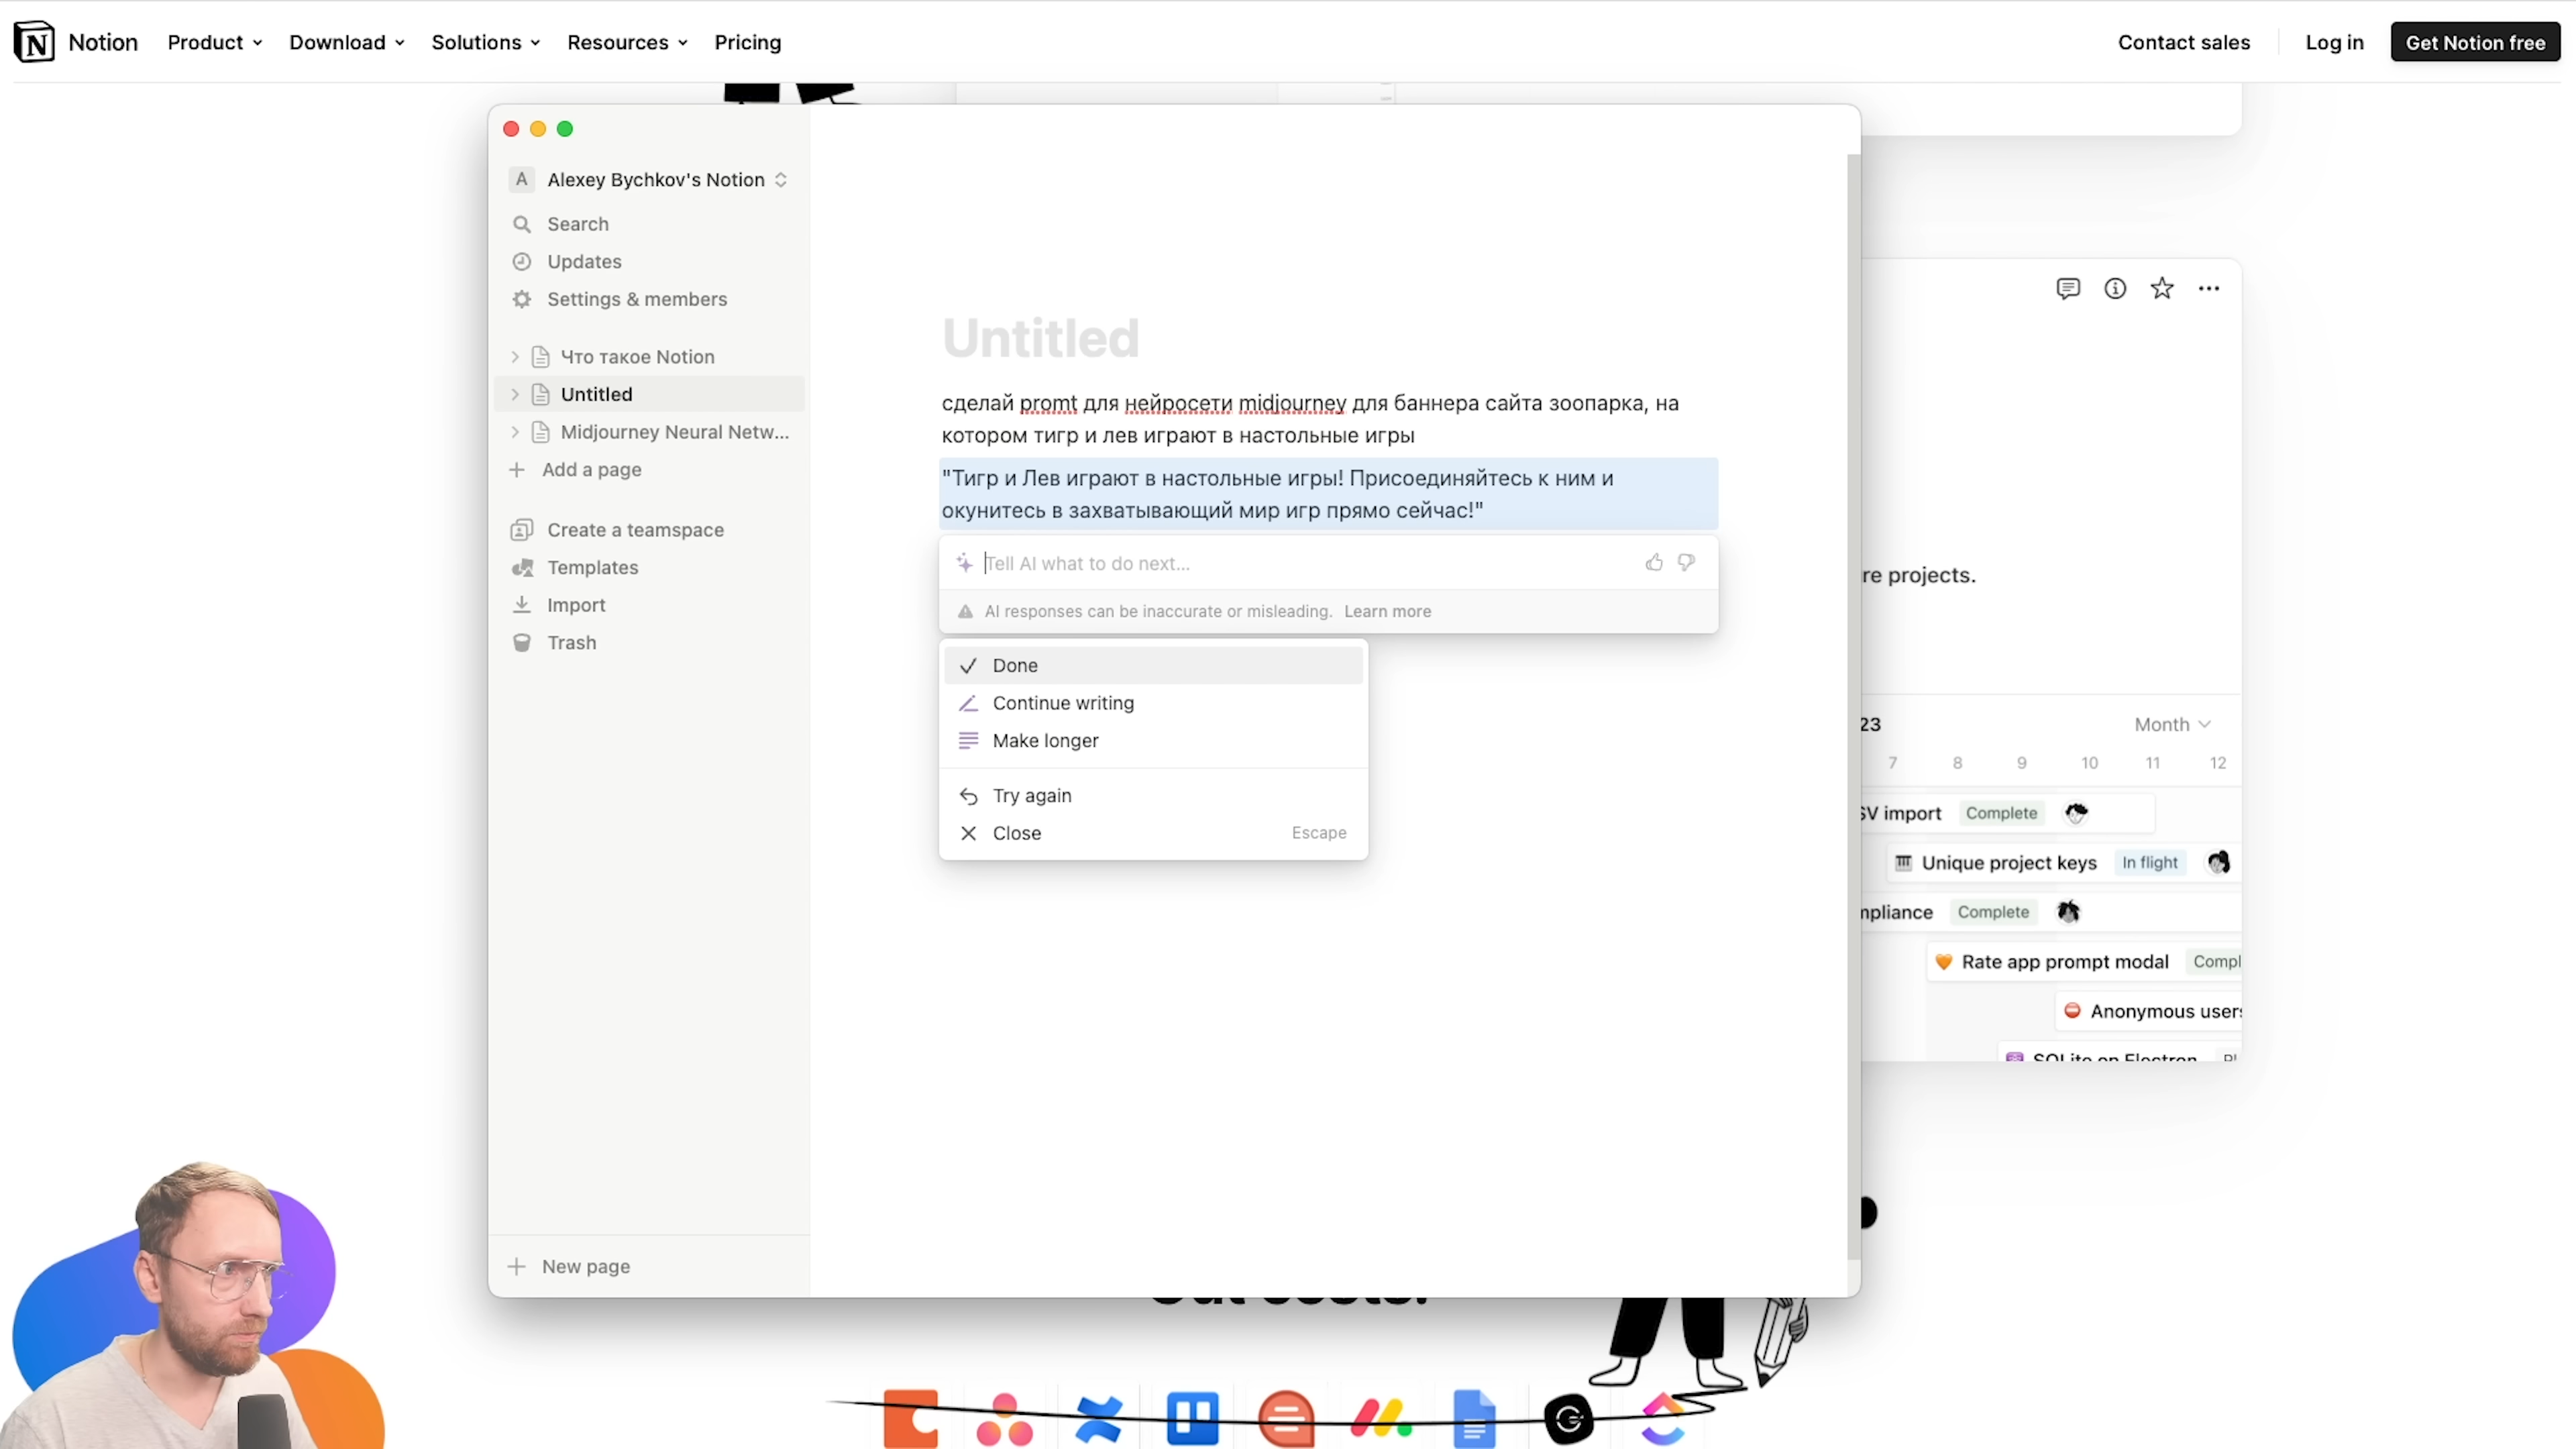 Notion Product Download Solutions Resources Pricing Contact sales Log in Get Notion free
A Alexey Bychkov's Notion
Search
Updates
Settings & members
Что такое Notion
Untitled
Midjourney Neural Netw...
Add a page
Create a teamspace
Templates
Import
Trash
New page
Untitled
сделай promt для нейросети midjourney для баннера сайта зоопарка, на
котором тигр и лев играют в настольные игры
"Тигр и Лев играют в настольные игры! Присоединяйтесь к ним и
окунитесь в захватывающий мир игр прямо сейчас!"
Tell AI what to do next...
AI responses can be inaccurate or misleading. Learn more
Done
Continue writing
Make longer
Try again
Close Escape
re projects.
23 Month
7 8 9 10 11 12
SV import Complete
Unique project keys In flight
mpliance Complete
Rate app prompt modal Compl
Anonymous users
SQLite on Electron